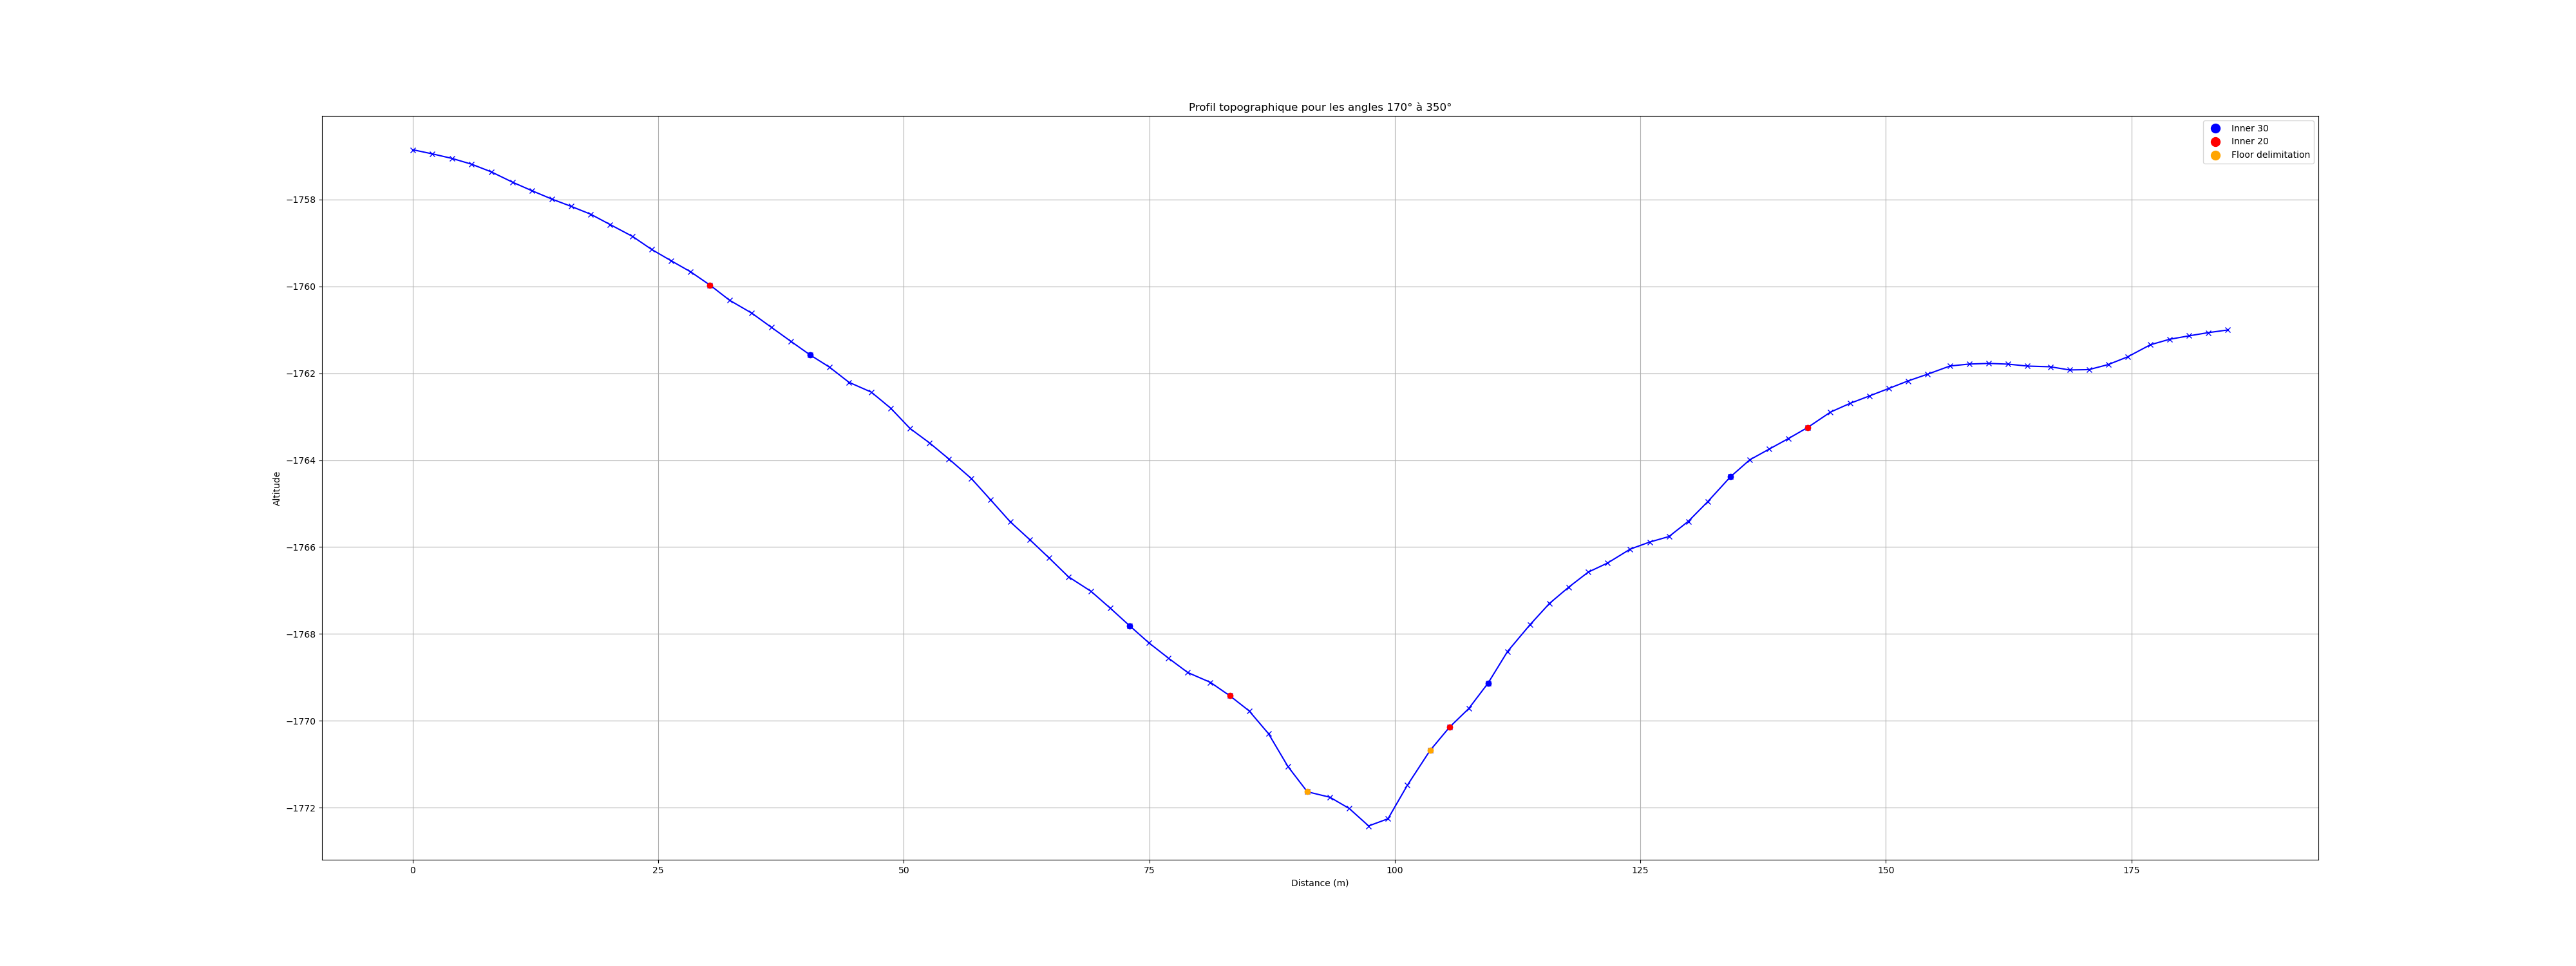 Profil topographique pour les angles 170° à 350°
Inner 30
Inner 20
Floor delimitation
Altitude
−1758
−1760
−1762
−1764
−1766
−1768
−1770
−1772
0 25 50 75 100 125 150 175
Distance (m)